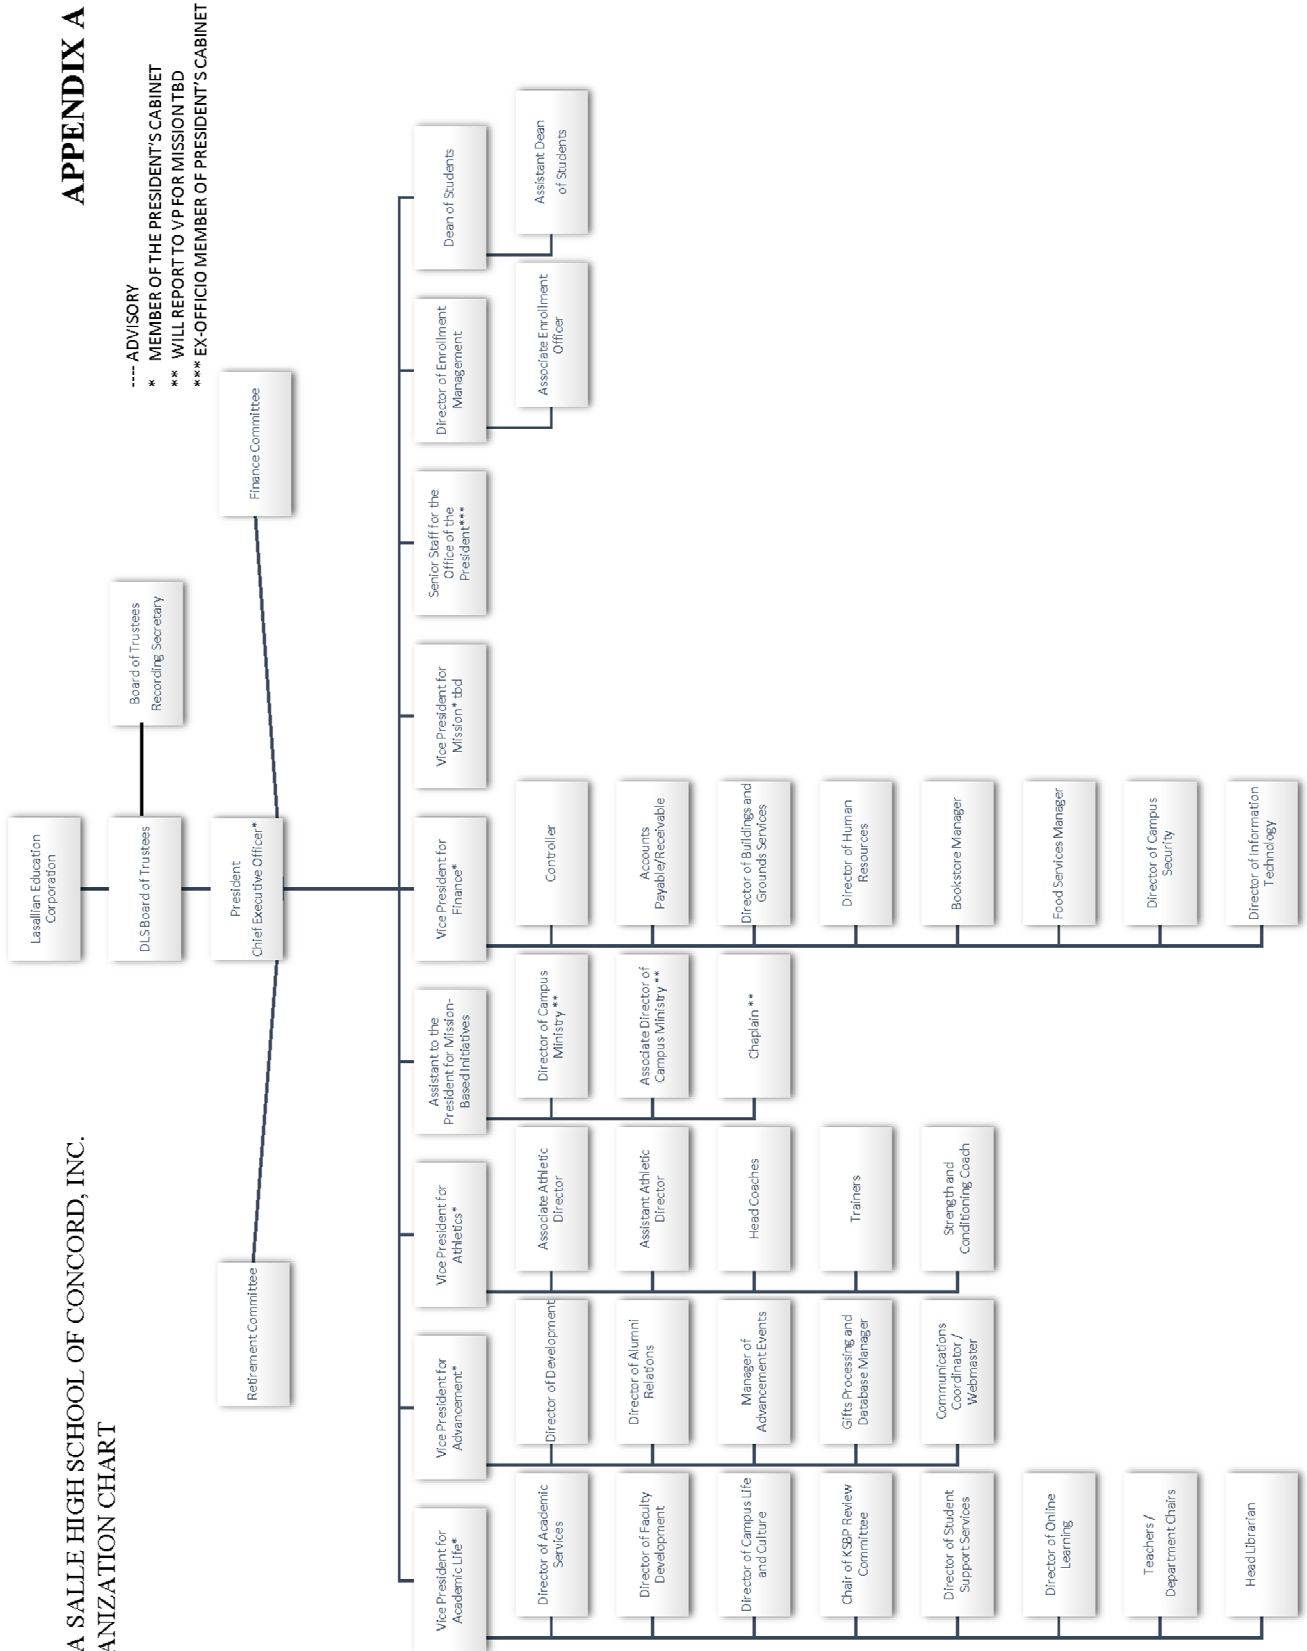 APPENDIX A
A SALLE HIGH SCHOOL OF CONCORD, INC.
ANIZATION CHART
---- ADVISORY
* MEMBER OF THE PRESIDENT'S CABINET
** WILL REPORT TO VP FOR MISSION TBD
*** EX-OFFICIO MEMBER OF PRESIDENT'S CABINET
Lasallian Education
Corporation
DLS Board of Trustees
Board of Trustees
Recording Secretary
President
Chief Executive Officer*
Retirement Committee
Finance Committee
Vice President for
Academic Life*
Director of Academic
Services
Director of Faculty
Development
Director of Campus Life
and Culture
Chair of KSBP Review
Committee
Director of Student
Support Services
Director of Online
Learning
Teachers /
Department Chairs
Head Librarian
Vice President for
Advancement*
Director of Development
Director of Alumni
Relations
Manager of
Advancement Events
Gifts Processing and
Database Manager
Communications
Coordinator /
Webmaster
Vice President for
Athletics*
Associate Athletic
Director
Assistant Athletic
Director
Head Coaches
Trainers
Strength and
Conditioning Coach
Assistant to the
President for Mission-
Based Initiatives
Director of Campus
Ministry **
Associate Director of
Campus Ministry **
Chaplain **
Vice President for
Finance*
Controller
Accounts
Payable/Receivable
Director of Buildings and
Grounds Services
Director of Human
Resources
Bookstore Manager
Food Services Manager
Director of Campus
Security
Director of Information
Technology
Vice President for
Mission* tbd
Senior Staff for the
Office of the
President***
Director of Enrollment
Management
Associate Enrollment
Officer
Dean of Students
Assistant Dean
of Students